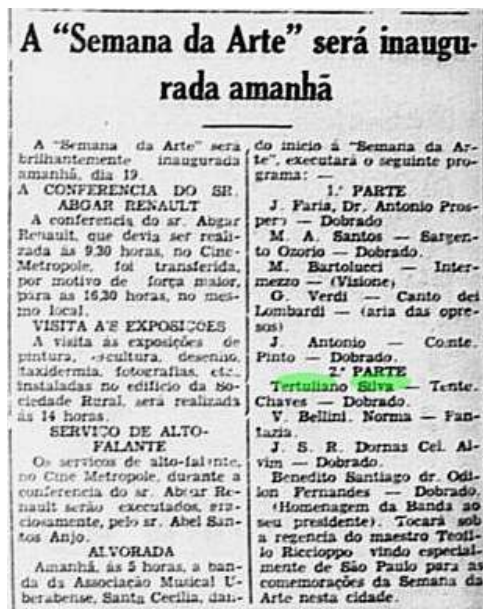 A "Semana da Arte" será inaugu-
rada amanhã
A "Semana da Arte" será
brilhantemente inaugurada
amanhã, dia 19.
A CONFERENCIA DO SR.
ABGAR RENAULT
A conferencia do sr. Abgar
Renault, que devia ser reali-
zada ás 9,30 horas, no Cine-
Metropole, foi transferida,
por motivo de força maior,
para as 16,30 horas, no mes-
mo local.
VISITA A'S EXPOSIÇÕES
A visita ás exposições de
pintura, escultura, desenho,
taxidermia, fotografias, etc.,
instaladas no edificio da So-
ciedade Rural, será realizada
ás 14 horas.
SERVIÇO DE ALTO-
FALANTE
Os serviços de alto-falante,
no Cine Metropole, durante a
conferencia do sr. Abgar Re-
nault serão executados, gra-
ciosamente, pelo sr. Abel San-
tos Anjo.
ALVORADA
Amanhã, ás 5 horas, a ban-
da da Associação Musical U-
berabense, Santa Cecilia, dan-
do inicio á "Semana da Ar-
te", executará o seguinte pro-
grama: —
1.ª PARTE
J. Faria, Dr. Antonio Pros-
pero — Dobrado
M. A. Santos — Sargen-
to Ozorio — Dobrado.
M. Bartolucci — Inter-
mezzo — (Visione)
G. Verdi — Canto dei
Lombardi — (aria das opre-
sos)
J. Antonio — Comte.
Pinto — Dobrado.
2.ª PARTE
Tertuliano Silva — Tente.
Chaves — Dobrado.
V. Bellini. Norma — Fan-
tazia.
J. S. R. Dornas Cel. Al-
vim — Dobrado.
Benedito Santiago dr. Odi-
lon Fernandes — Dobrado.
(Homenagem da Banda ao
seu presidente). Tocará sob
a regencia do maestro Teofi-
lo Riccioppo vindo especial-
mente de São Paulo para as
comemorações da Semana da
Arte nesta cidade.